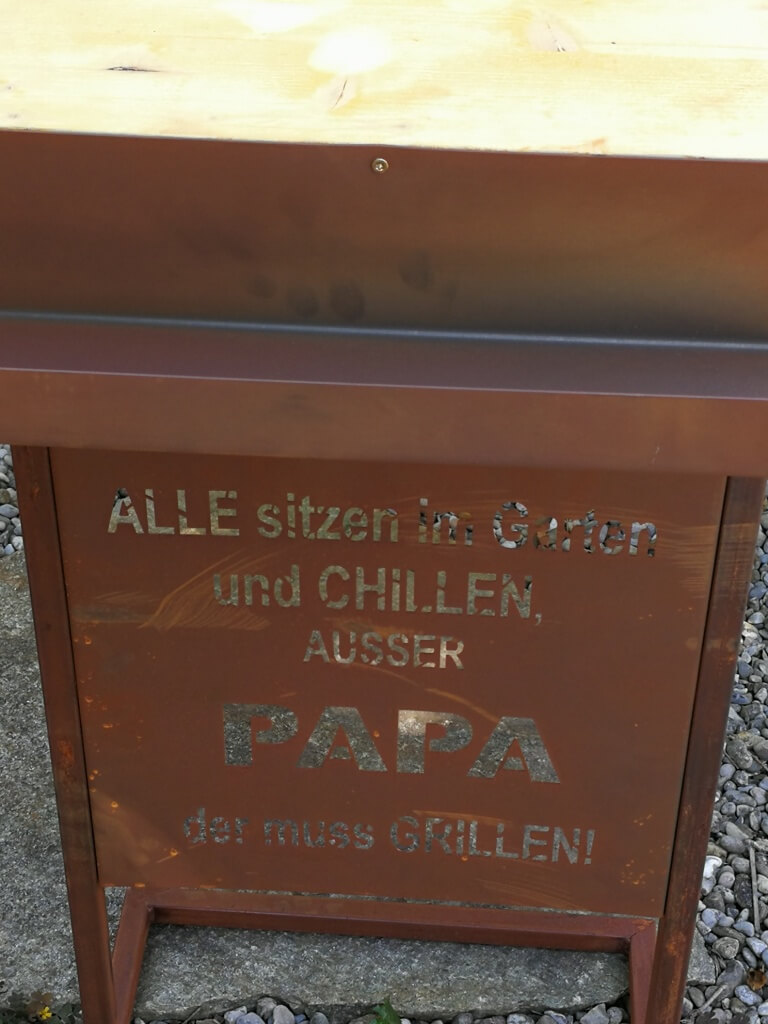 ALLE sitzen im Garten
und CHILLEN,
AUSSER
PAPA
der muss GRILLEN!